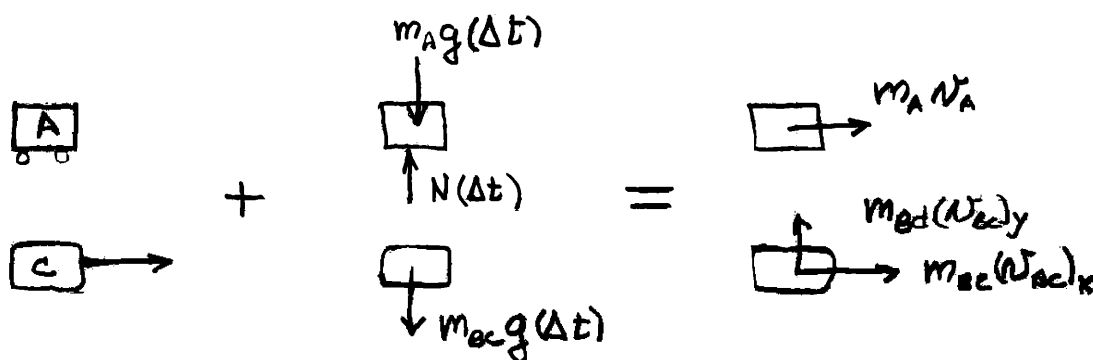 m_A g(Δt)
A
m_A v_A
+
N(Δt)
=
m_Bd(v_BC)y
C
m_BC(v_BC)x
m_BC g(Δt)